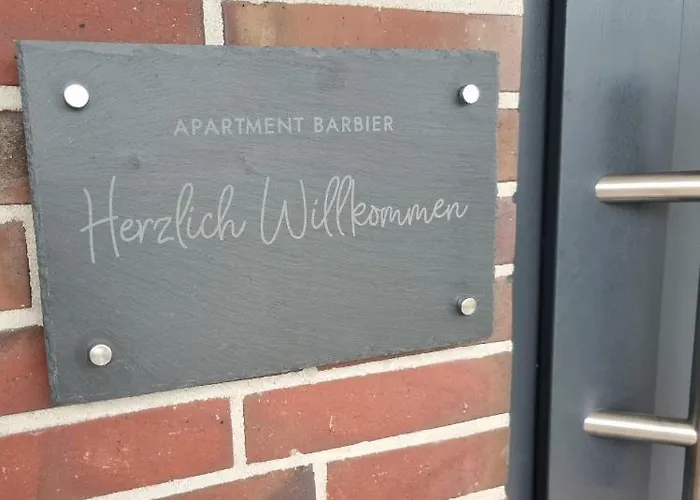 APARTMENT BARBIER
Herzlich Willkommen